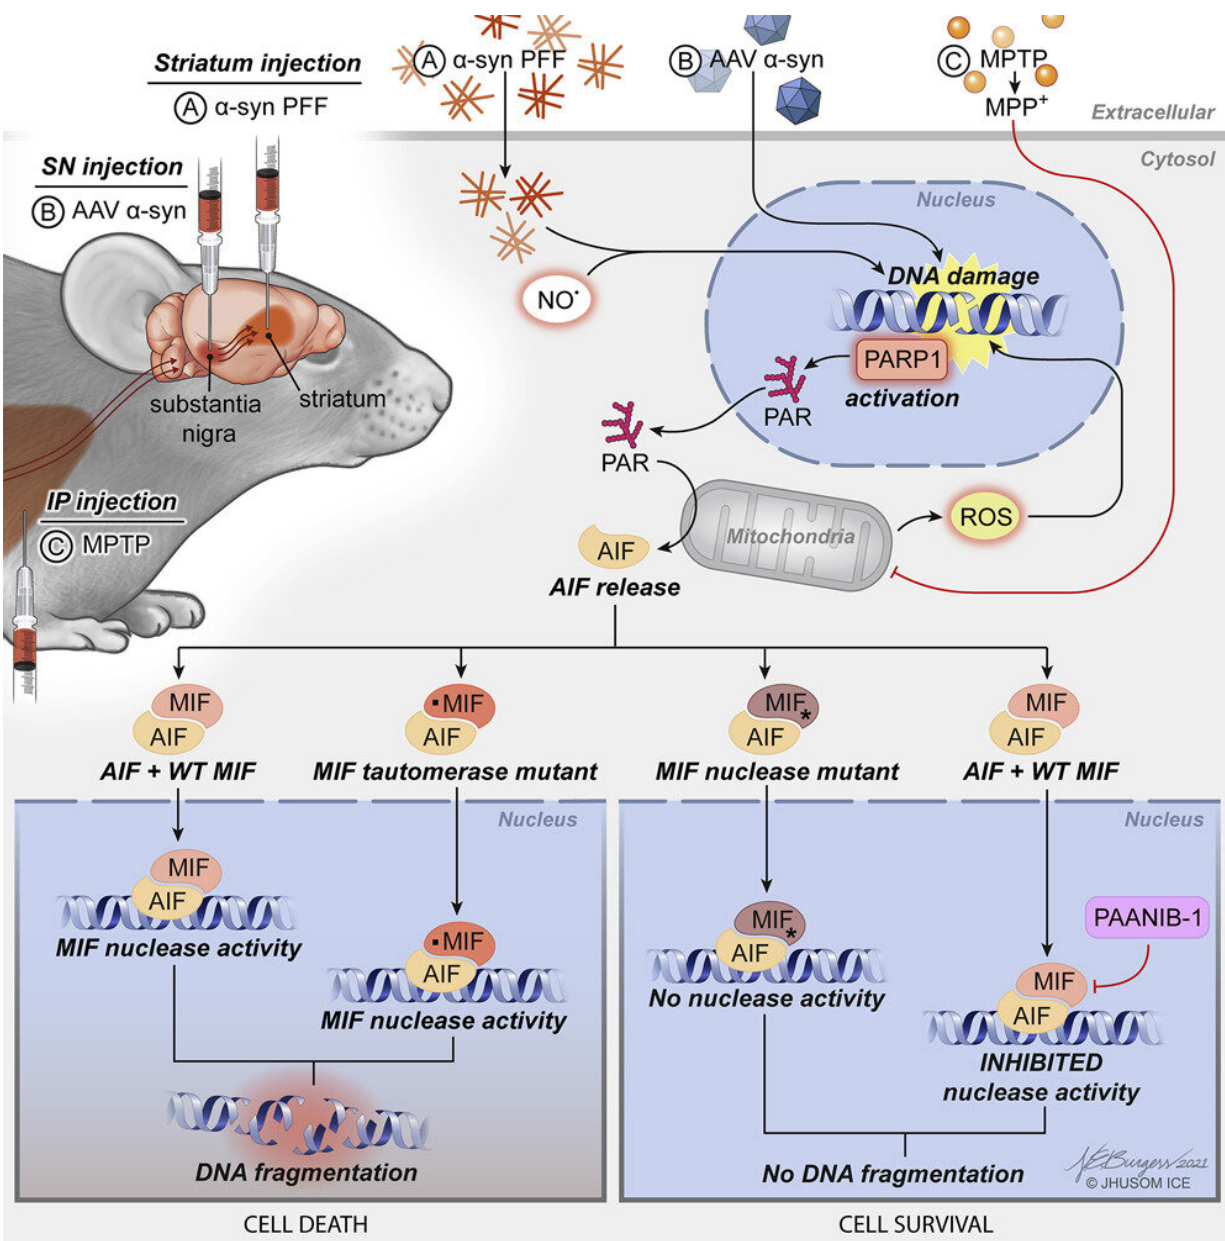 Striatum injection
Ⓐ α-syn PFF
SN injection
Ⓑ AAV α-syn
substantia
nigra
striatum
IP injection
Ⓒ MPTP
Ⓐ α-syn PFF
Ⓑ AAV α-syn
Ⓒ MPTP
MPP+
Extracellular
Cytosol
Nucleus
DNA damage
NO•
PARP1
activation
PAR
PAR
Mitochondria
ROS
AIF
AIF release
MIF
AIF
AIF + WT MIF
▪MIF
AIF
MIF tautomerase mutant
MIF*
AIF
MIF nuclease mutant
MIF
AIF
AIF + WT MIF
Nucleus
MIF
AIF
MIF nuclease activity
▪MIF
AIF
MIF nuclease activity
DNA fragmentation
CELL DEATH
Nucleus
MIF*
AIF
No nuclease activity
PAANIB-1
MIF
AIF
INHIBITED
nuclease activity
No DNA fragmentation
NEBurgess 2021
© JHUSOM ICE
CELL SURVIVAL